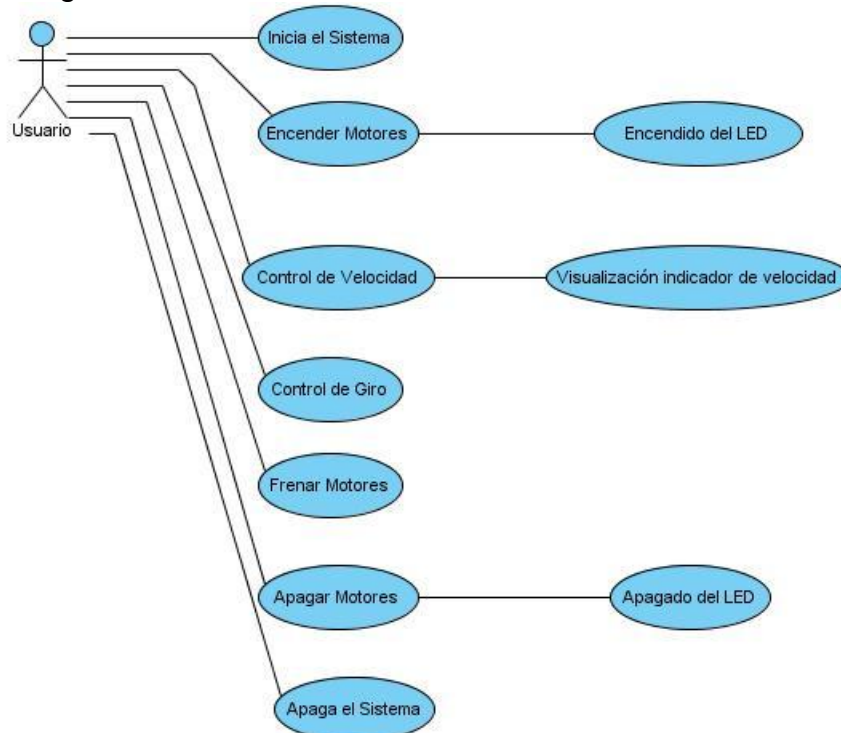 Inicia el Sistema
Usuario
Encender Motores
Encendido del LED
Control de Velocidad
Visualización indicador de velocidad
Control de Giro
Frenar Motores
Apagar Motores
Apagado del LED
Apaga el Sistema